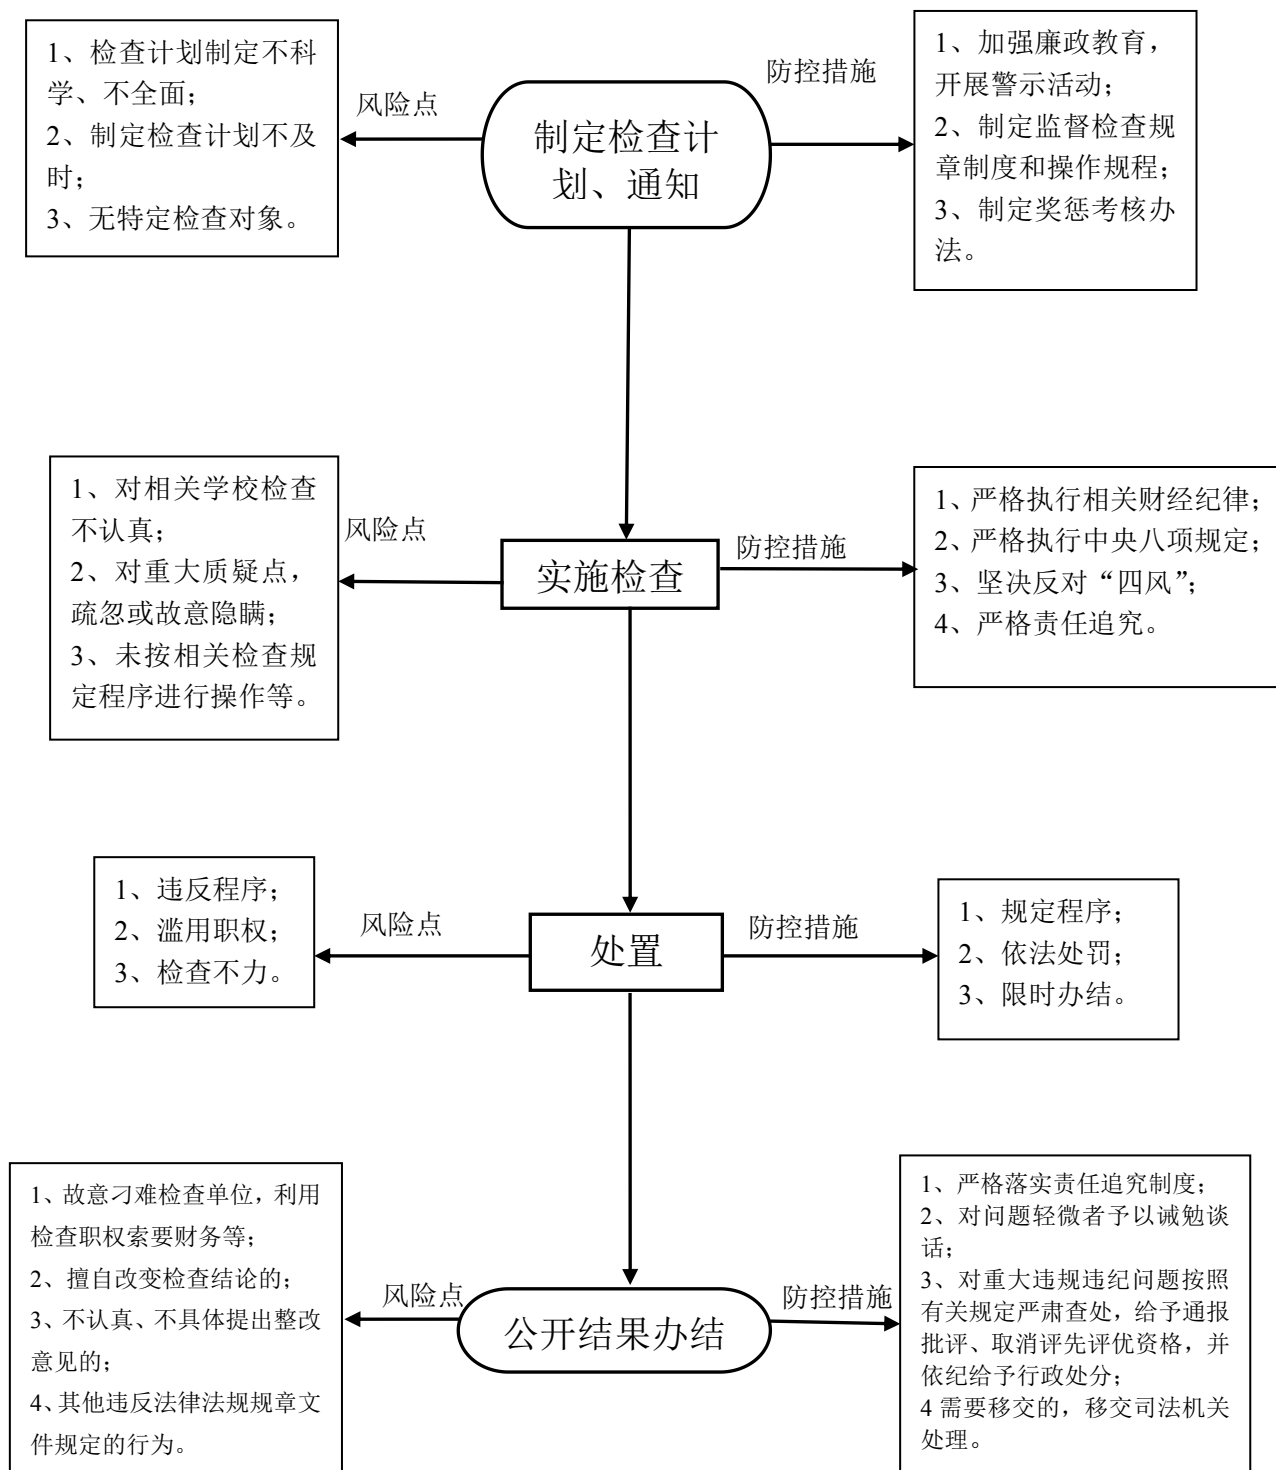 1、检查计划制定不科
学、不全面；
2、制定检查计划不及
时；
3、无特定检查对象。
风险点
制定检查计
划、通知
防控措施
1、加强廉政教育，
开展警示活动；
2、制定监督检查规
章制度和操作规程；
3、制定奖惩考核办
法。
1、对相关学校检查
不认真；
2、对重大质疑点，
疏忽或故意隐瞒；
3、未按相关检查规
定程序进行操作等。
风险点
实施检查
防控措施
1、严格执行相关财经纪律；
2、严格执行中央八项规定；
3、坚决反对“四风”；
4、严格责任追究。
1、违反程序；
2、滥用职权；
3、检查不力。
风险点
处置
防控措施
1、规定程序；
2、依法处罚；
3、限时办结。
1、故意刁难检查单位，利用
检查职权索要财务等；
2、擅自改变检查结论的；
3、不认真、不具体提出整改
意见的；
4、其他违反法律法规规章文
件规定的行为。
风险点
公开结果办结
防控措施
1、严格落实责任追究制度；
2、对问题轻微者予以诫勉谈
话；
3、对重大违规违纪问题按照
有关规定严肃查处，给予通报
批评、取消评先评优资格，并
依纪给予行政处分；
4 需要移交的，移交司法机关
处理。